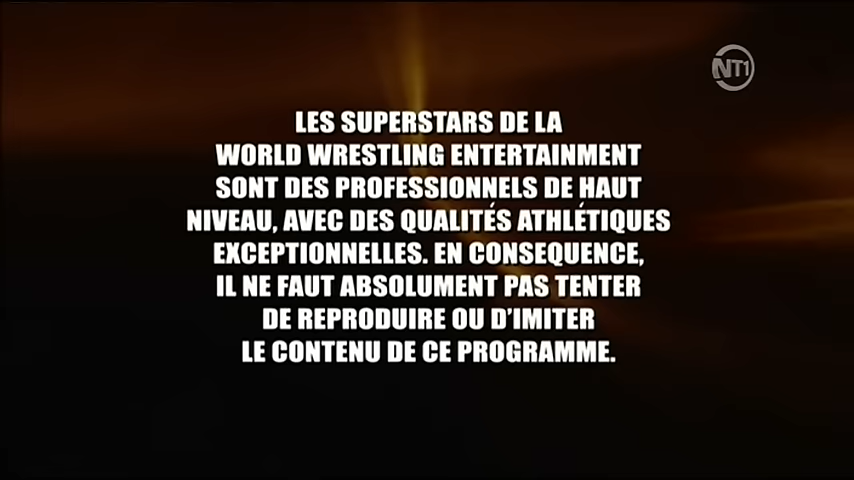 NT1
LES SUPERSTARS DE LA
WORLD WRESTLING ENTERTAINMENT
SONT DES PROFESSIONNELS DE HAUT
NIVEAU, AVEC DES QUALITÉS ATHLÉTIQUES
EXCEPTIONNELLES. EN CONSEQUENCE,
IL NE FAUT ABSOLUMENT PAS TENTER
DE REPRODUIRE OU D'IMITER
LE CONTENU DE CE PROGRAMME.